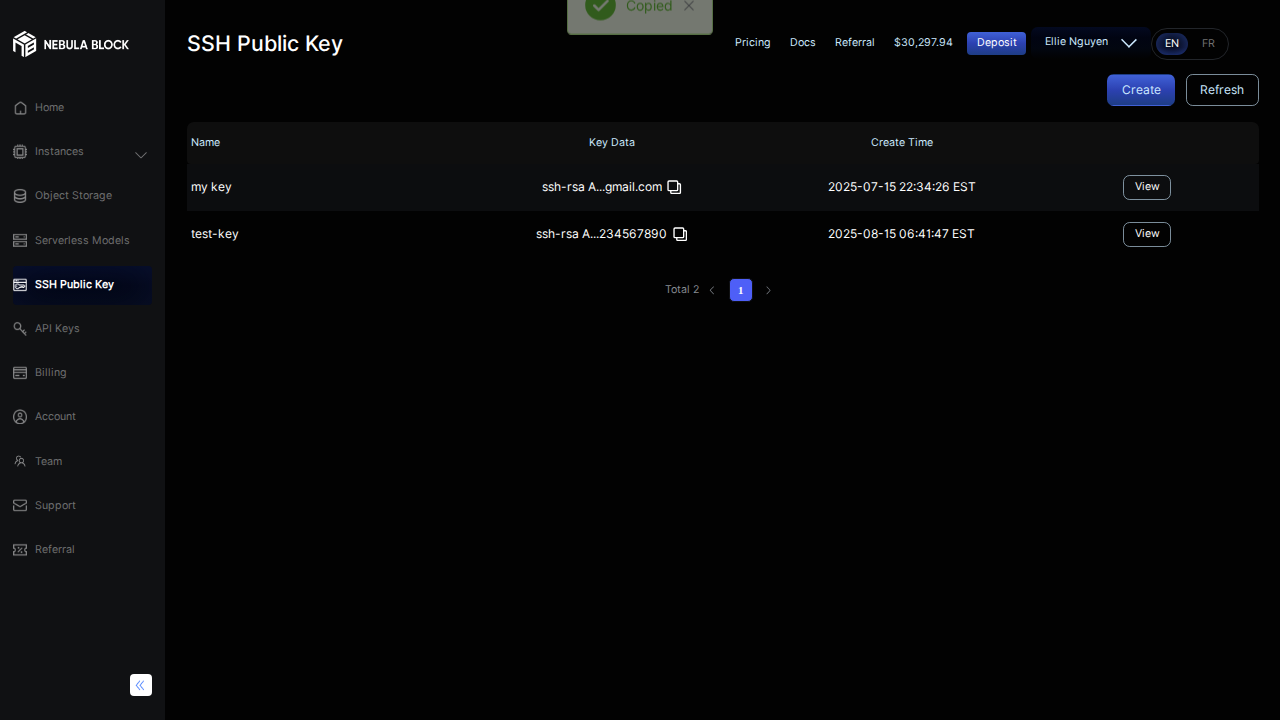 Copied
NEBULA BLOCK
SSH Public Key
Pricing
Docs
Referral
$30,297.94
Deposit
Ellie Nguyen
EN
FR
Create
Refresh
Home
Instances
Object Storage
Serverless Models
SSH Public Key
API Keys
Billing
Account
Team
Support
Referral
Name
Key Data
Create Time
my key
ssh-rsa A...gmail.com
2025-07-15 22:34:26 EST
View
test-key
ssh-rsa A...234567890
2025-08-15 06:41:47 EST
View
Total 2
1